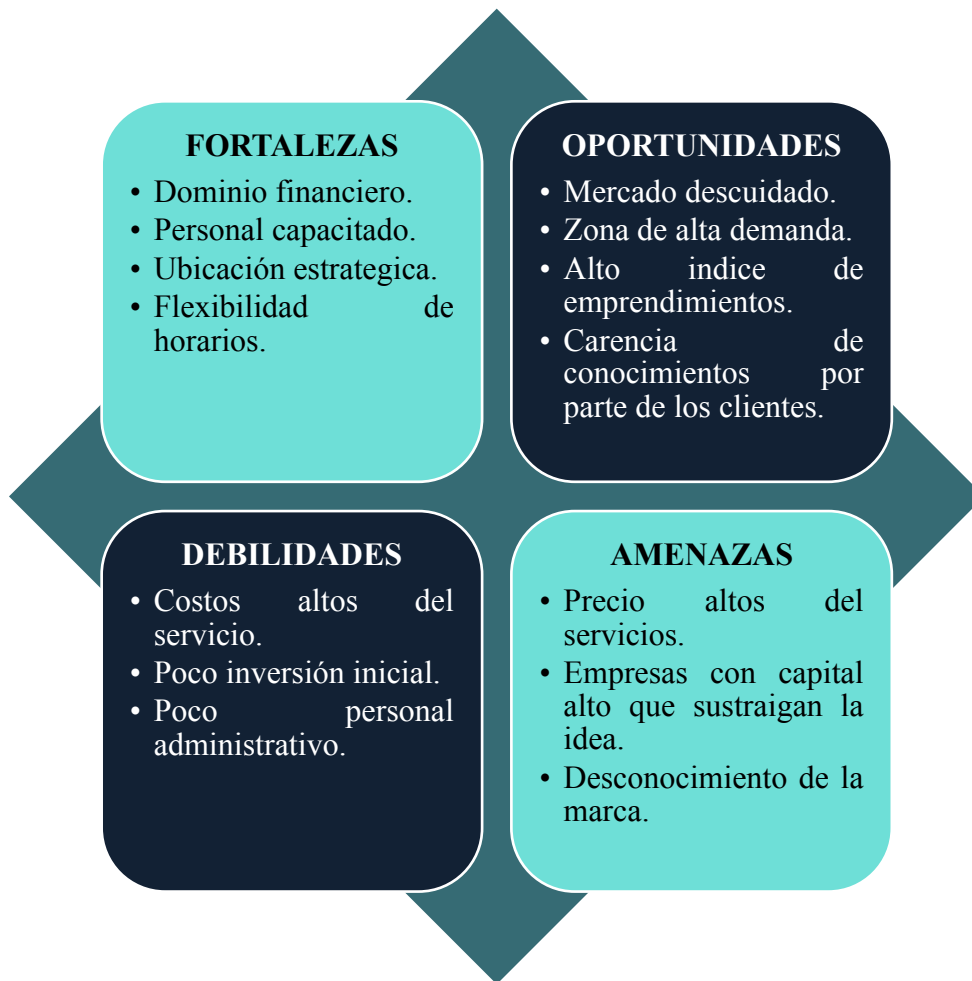 FORTALEZAS
• Dominio financiero.
• Personal capacitado.
• Ubicación estrategica.
• Flexibilidad de
horarios.
OPORTUNIDADES
• Mercado descuidado.
• Zona de alta demanda.
• Alto indice de
emprendimientos.
• Carencia de
conocimientos por
parte de los clientes.
DEBILIDADES
• Costos altos del
servicio.
• Poco inversión inicial.
• Poco personal
administrativo.
AMENAZAS
• Precio altos del
servicios.
• Empresas con capital
alto que sustraigan la
idea.
• Desconocimiento de la
marca.